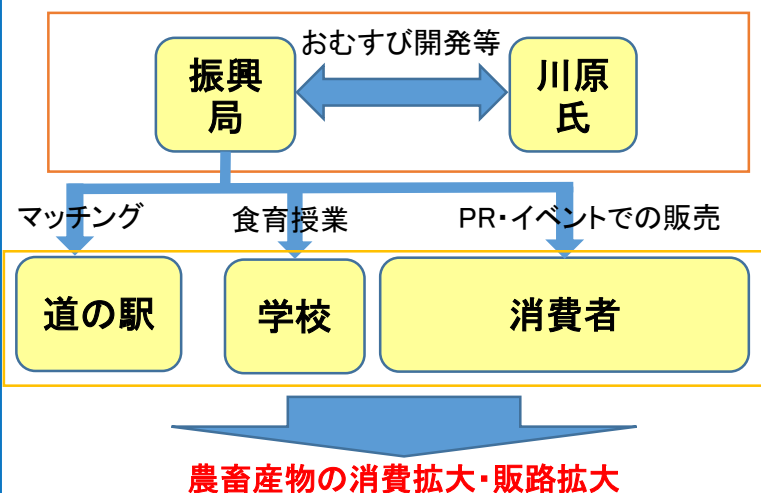 おむすび開発等
振興
局
川原
氏
マッチング
食育授業
PR・イベントでの販売
道の駅
学校
消費者
農畜産物の消費拡大・販路拡大